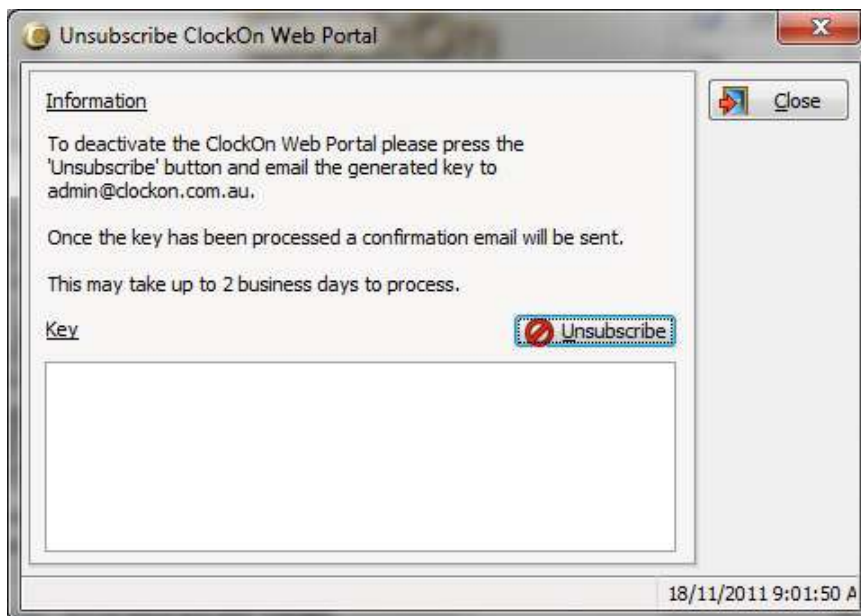 Unsubscribe ClockOn Web Portal
Information
Close
To deactivate the ClockOn Web Portal please press the
'Unsubscribe' button and email the generated key to
admin@clockon.com.au.
Once the key has been processed a confirmation email will be sent.
This may take up to 2 business days to process.
Key
Unsubscribe
18/11/2011 9:01:50 A